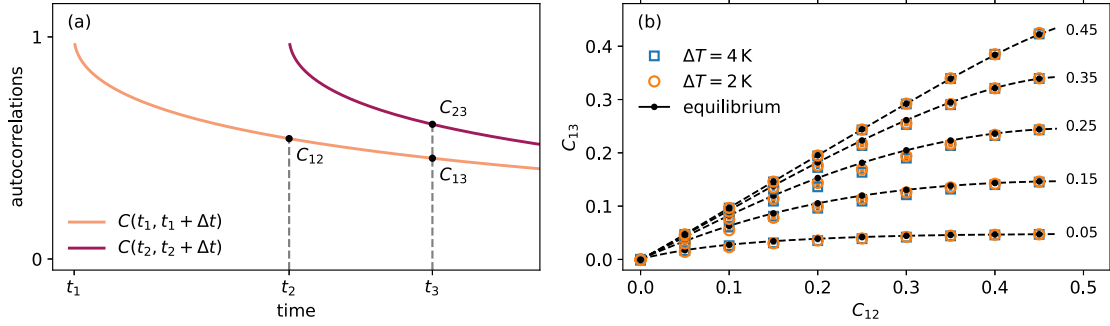 (a)
1
0
autocorrelations
C₂₃
C₁₂
C₁₃
C(t₁, t₁ + Δt)
C(t₂, t₂ + Δt)
t₁
t₂
t₃
time
(b)
ΔT = 4 K
ΔT = 2 K
equilibrium
0.45
0.35
0.25
0.15
0.05
C₁₃
0.4
0.3
0.2
0.1
0.0
0.0 0.1 0.2 0.3 0.4 0.5
C₁₂